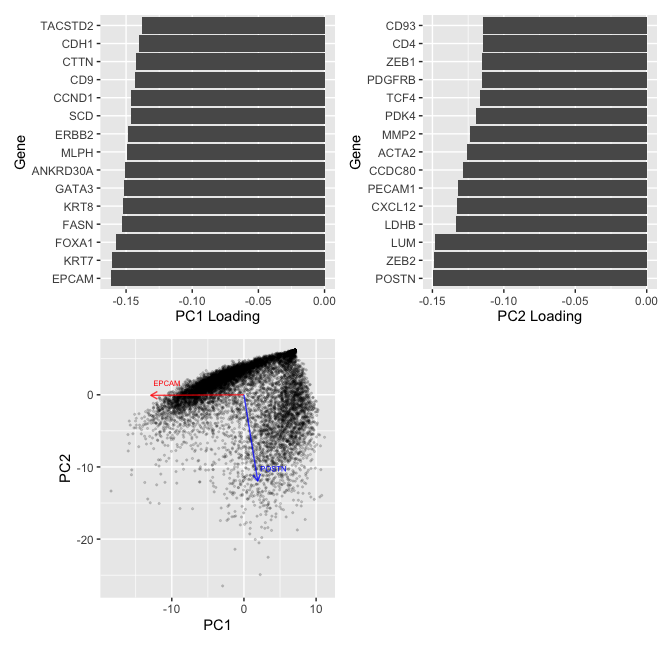 TACSTD2
CDH1
CTTN
CD9
CCND1
SCD
ERBB2
MLPH
ANKRD30A
GATA3
KRT8
FASN
FOXA1
KRT7
EPCAM
Gene
-0.15 -0.10 -0.05 0.00
PC1 Loading
CD93
CD4
ZEB1
PDGFRB
TCF4
PDK4
MMP2
ACTA2
CCDC80
PECAM1
CXCL12
LDHB
LUM
ZEB2
POSTN
Gene
-0.15 -0.10 -0.05 0.00
PC2 Loading
EPCAM
POSTN
0
-10
-20
PC2
-10 0 10
PC1